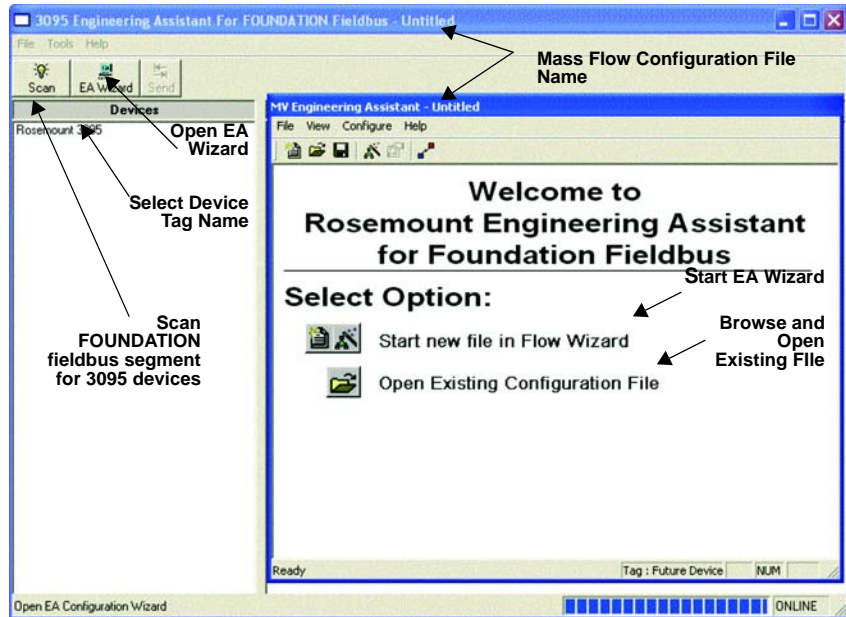 3095 Engineering Assistant For FOUNDATION Fieldbus - Untitled
File Tools Help
Scan
EA Wizard
Send
Devices
Rosemount 3095
Mass Flow Configuration File
Name
Open EA
Wizard
Select Device
Tag Name
Scan
FOUNDATION
fieldbus segment
for 3095 devices
MV Engineering Assistant - Untitled
File View Configure Help
Welcome to
Rosemount Engineering Assistant
for Foundation Fieldbus
Select Option:
Start EA Wizard
Start new file in Flow Wizard
Browse and
Open
Existing FIle
Open Existing Configuration File
Ready
Tag : Future Device
NUM
Open EA Configuration Wizard
ONLINE